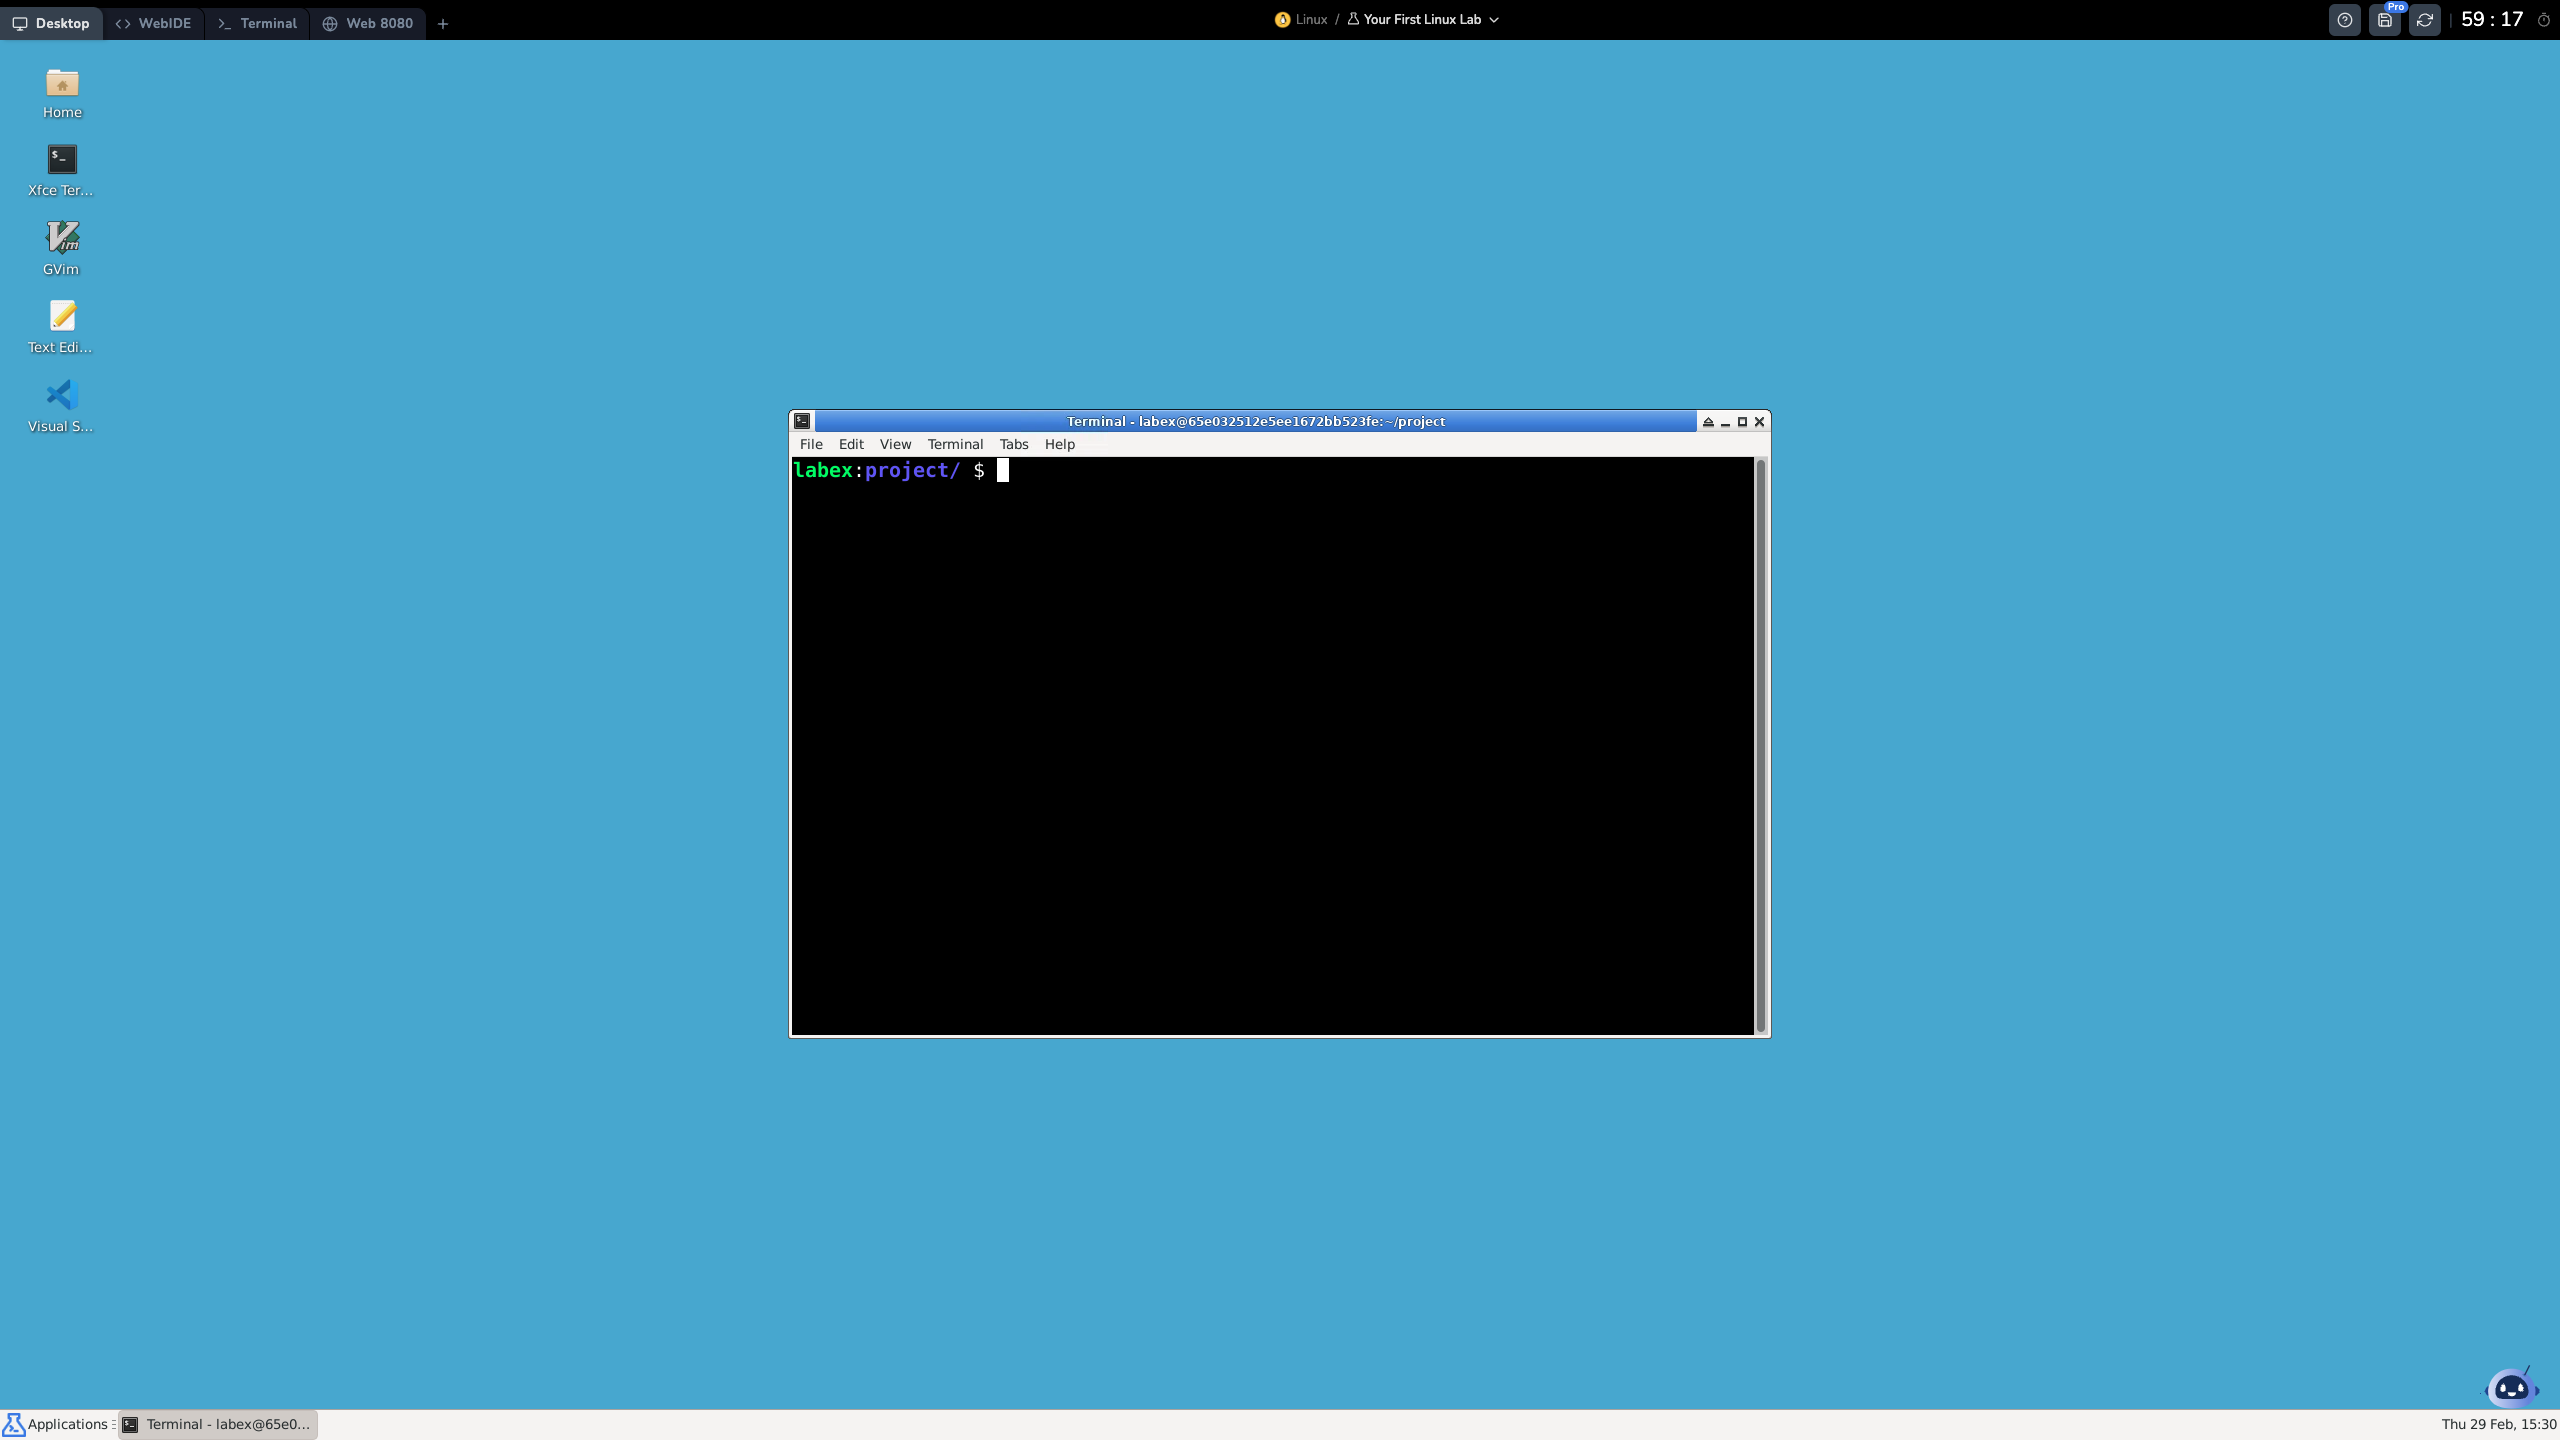 Desktop WebIDE Terminal Web 8080 +
Linux / Your First Linux Lab
Pro
59 : 17
Home
$_
Xfce Ter...
Vim
GVim
Text Edi...
Visual S...
Terminal - labex@65e032512e5ee1672bb523fe:~/project
File Edit View Terminal Tabs Help
labex:project/ $
Applications
Terminal - labex@65e0...
Thu 29 Feb, 15:30